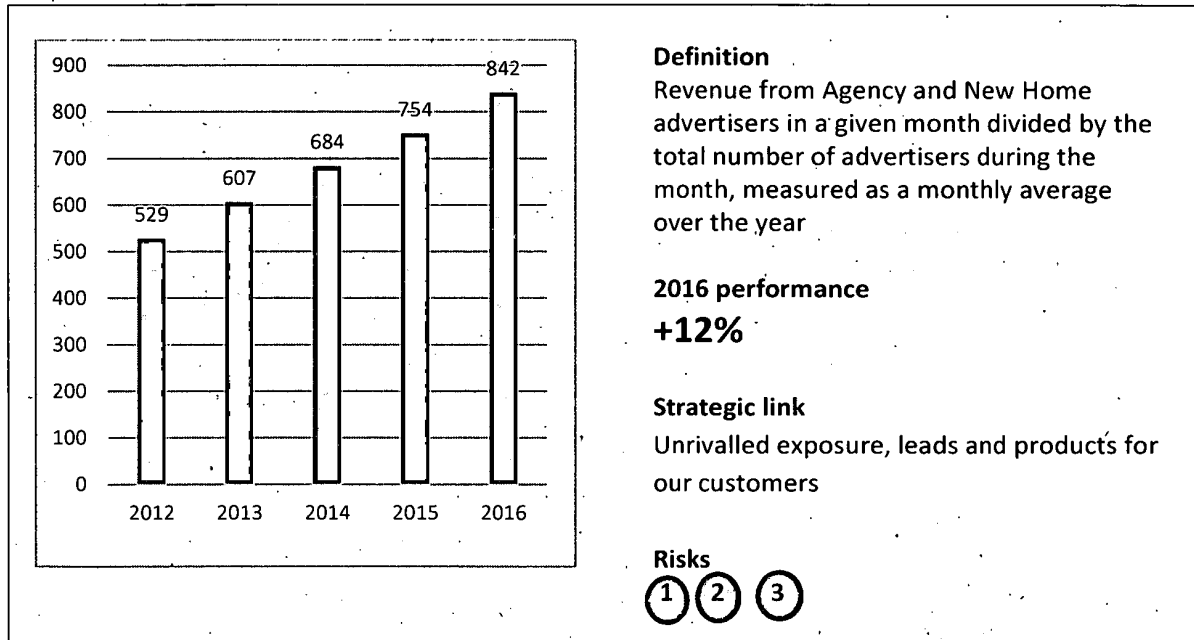 900
800
700
600
500
400
300
200
100
0
529
607
684
754
842
2012 2013 2014 2015 2016
Definition
Revenue from Agency and New Home
advertisers in a given month divided by the
total number of advertisers during the
month, measured as a monthly average
over the year
2016 performance
+12%
Strategic link
Unrivalled exposure, leads and products for
our customers
Risks
1 2 3